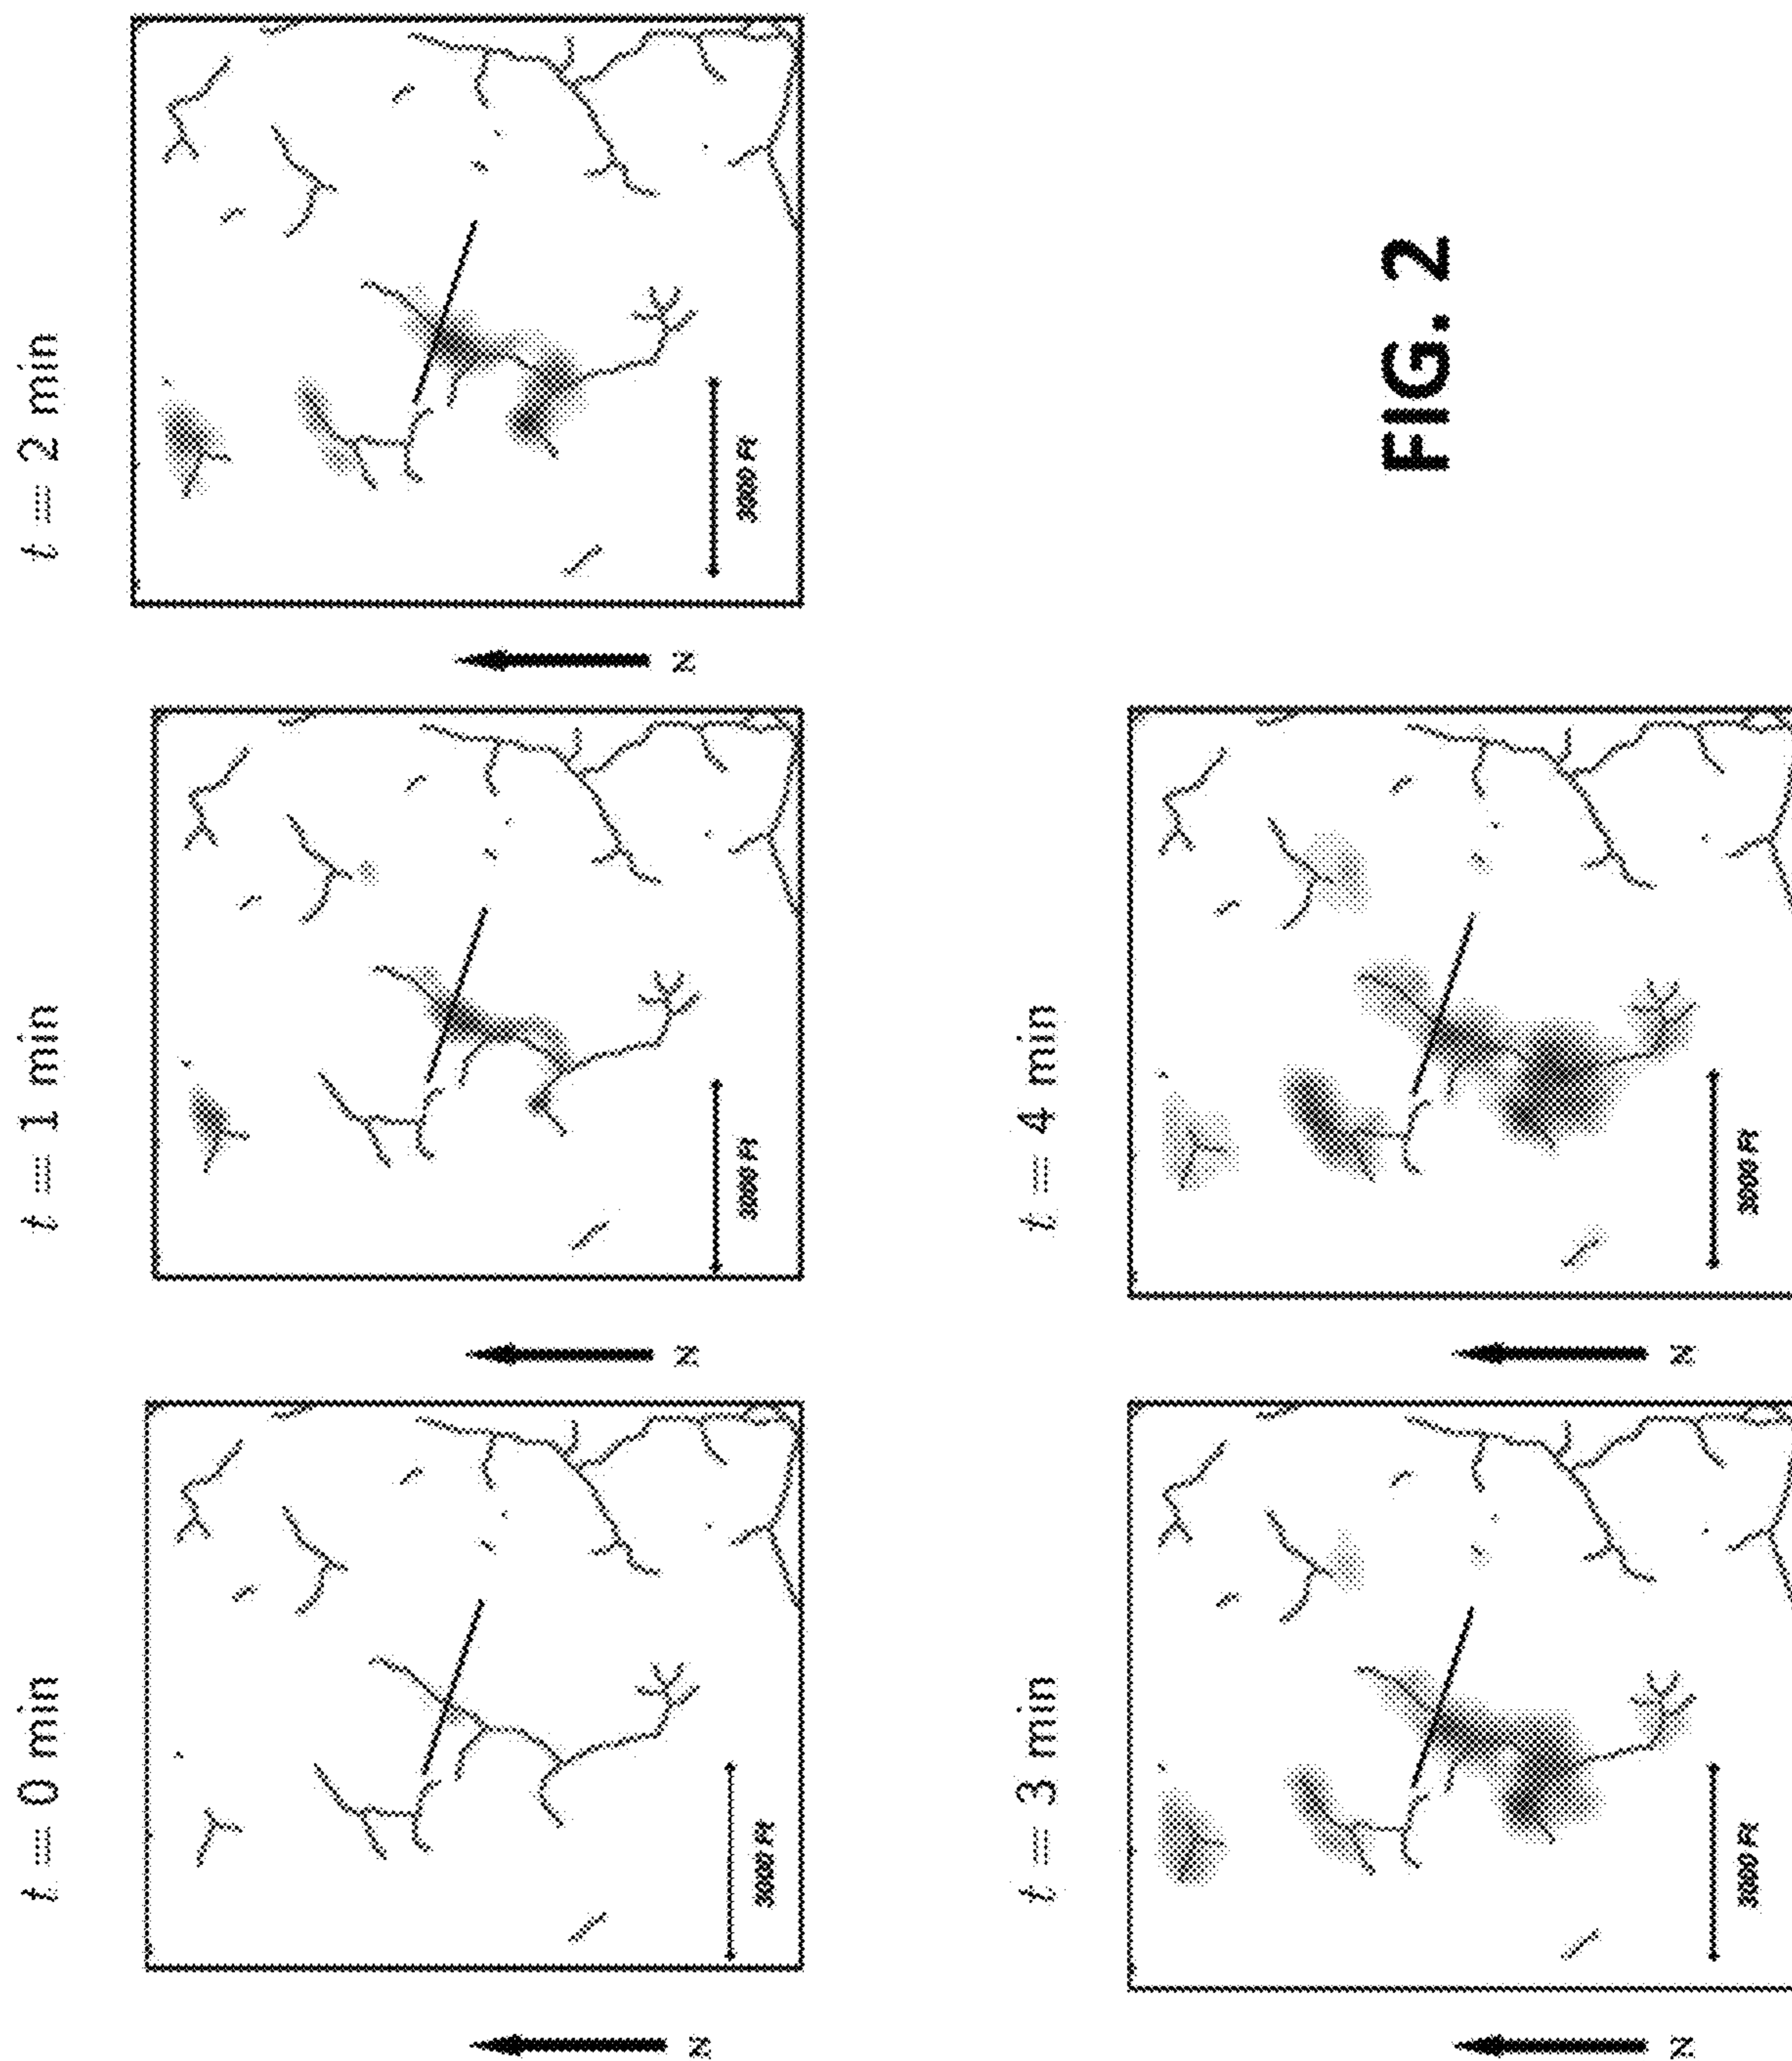 t = 0 min
N
3000 Ft
t = 1 min
N
3000 Ft
t = 2 min
N
3000 Ft
t = 3 min
N
3000 Ft
t = 4 min
N
3000 Ft
FIG. 2